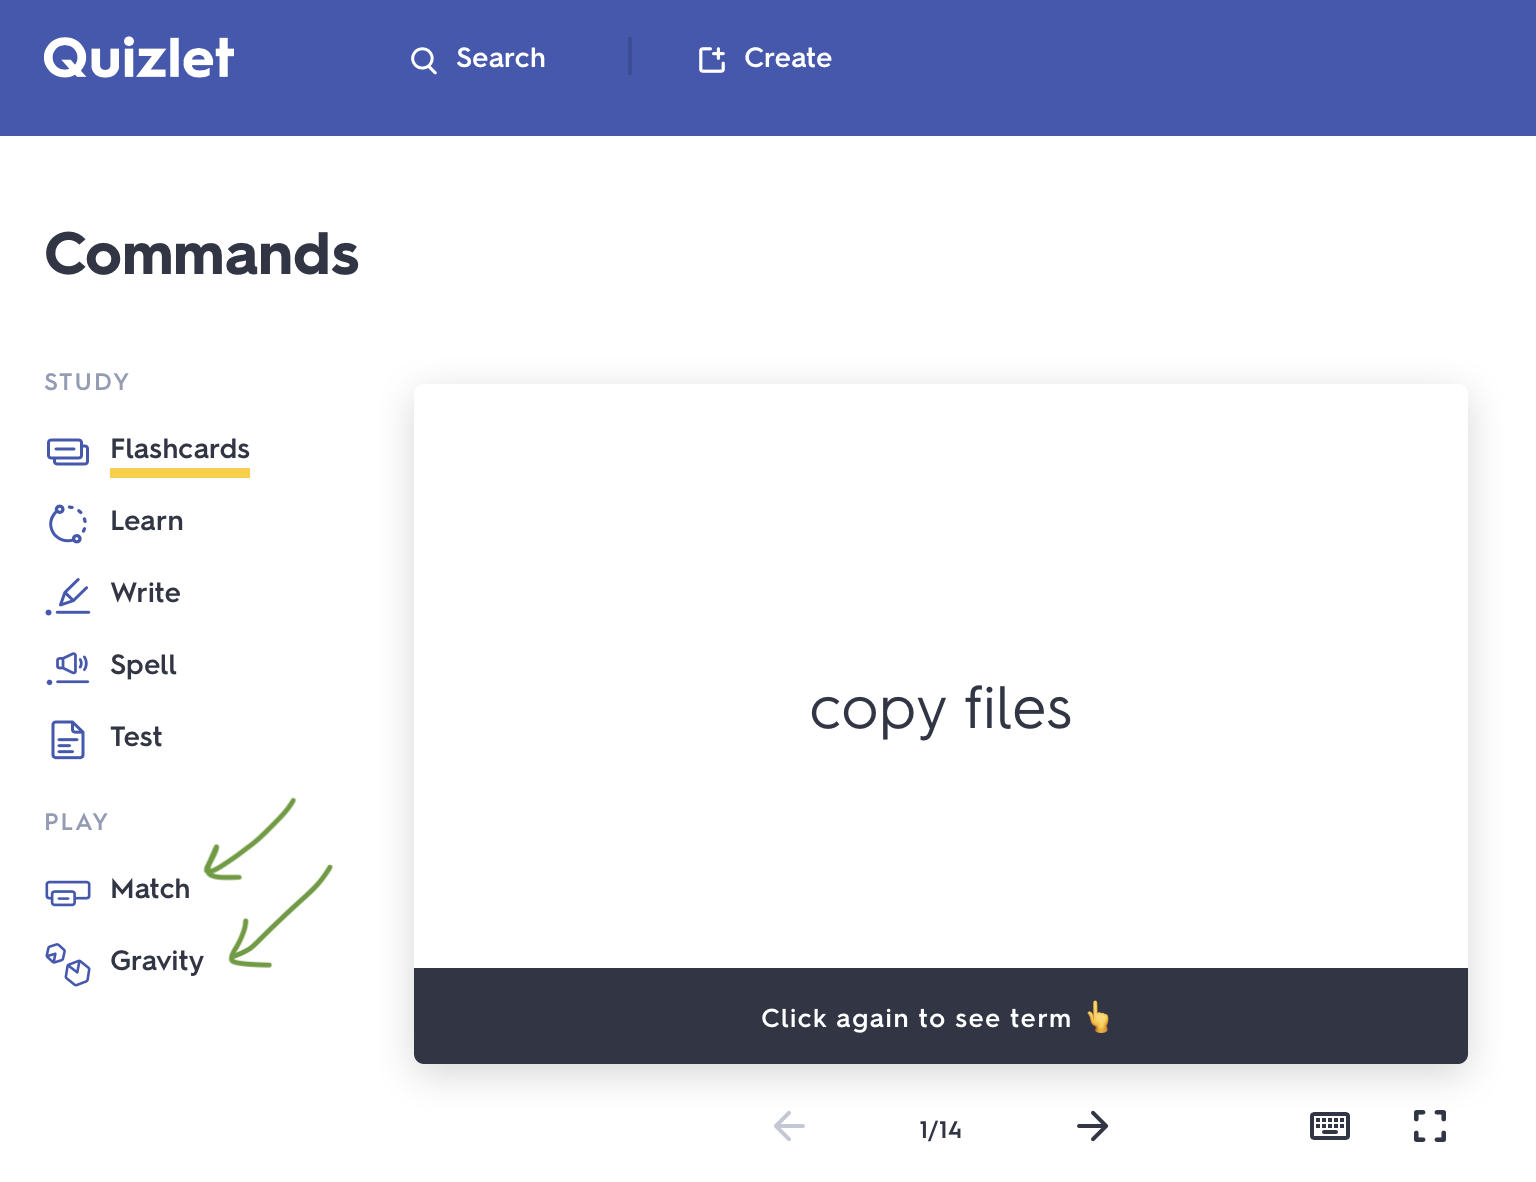 Quizlet
Search
Create
Commands
STUDY
Flashcards
Learn
Write
Spell
Test
PLAY
Match
Gravity
copy files
Click again to see term 👆
1/14